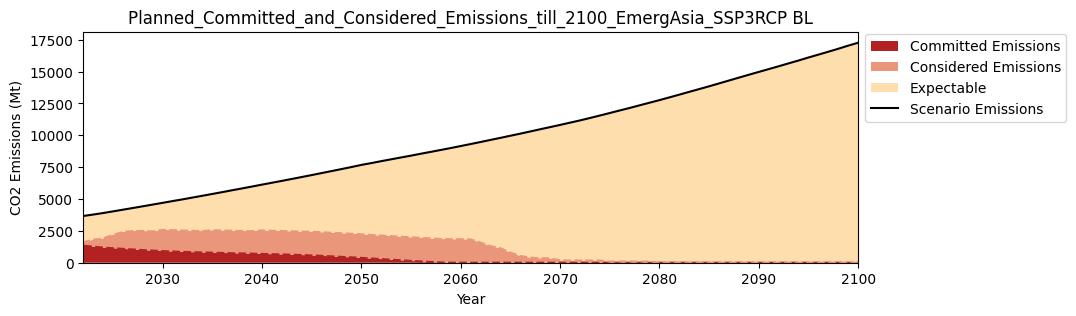 Planned_Committed_and_Considered_Emissions_till_2100_EmergAsia_SSP3RCP BL
17500
15000
12500
10000
7500
5000
2500
0
CO2 Emissions (Mt)
2030
2040
2050
2060
2070
2080
2090
2100
Year
Committed Emissions
Considered Emissions
Expectable
Scenario Emissions